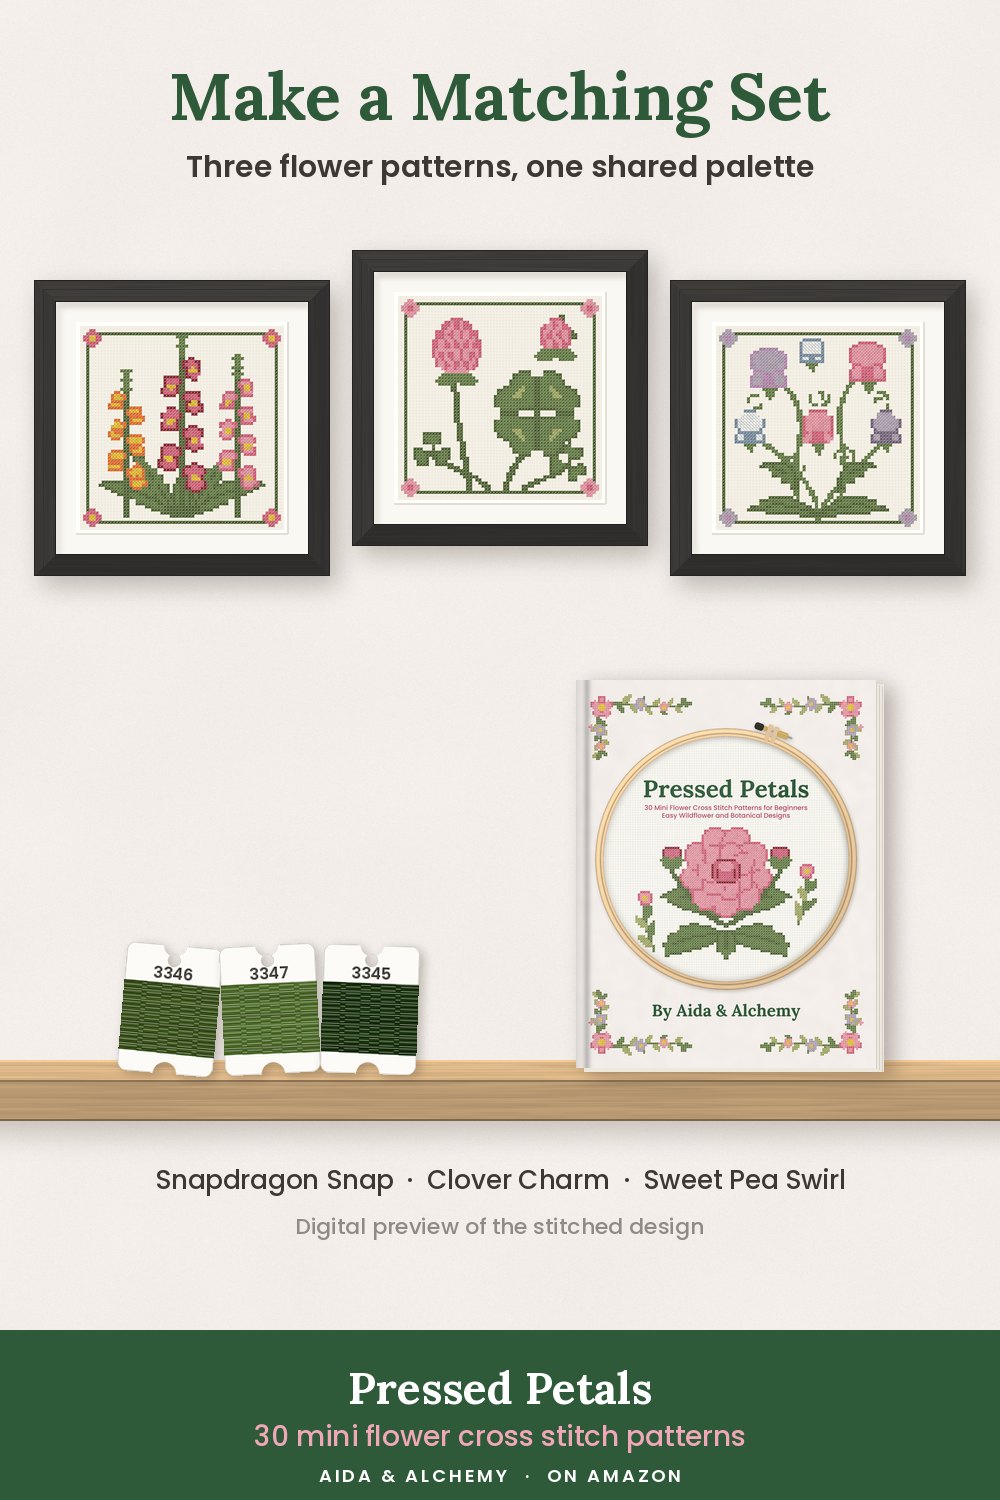 Make a Matching Set
Three flower patterns, one shared palette
Pressed Petals
30 Mini Flower Cross Stitch Patterns for Beginners
Easy Wildflower and Botanical Designs
By Aida & Alchemy
3346
3347
3345
Snapdragon Snap · Clover Charm · Sweet Pea Swirl
Digital preview of the stitched design
Pressed Petals
30 mini flower cross stitch patterns
AIDA & ALCHEMY · ON AMAZON